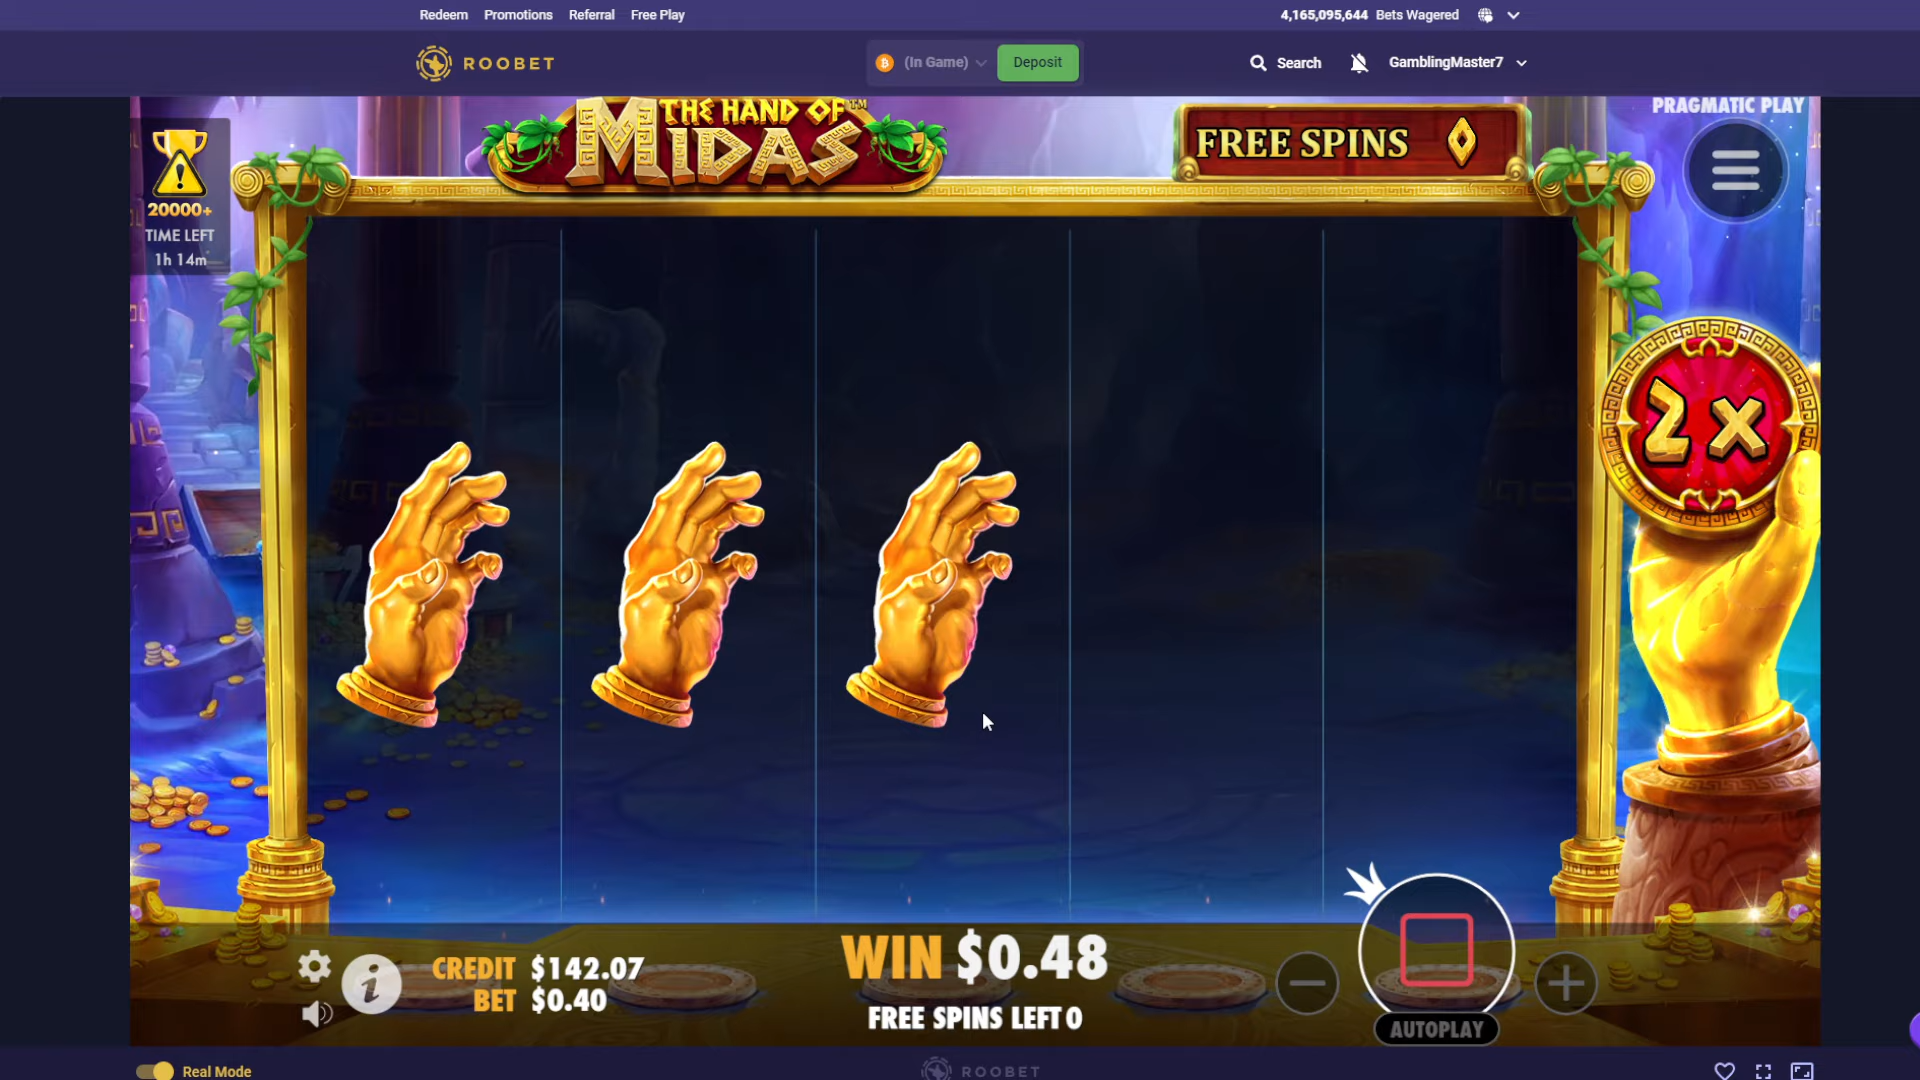 Redeem Promotions Referral Free Play
4,165,095,644 Bets Wagered
ROOBET
(In Game)
Deposit
Search
GamblingMaster7
PRAGMATIC PLAY
THE HAND OF™
MIDAS
FREE SPINS
20000+
TIME LEFT
1h 14m
2x
CREDIT $142.07
BET $0.40
WIN $0.48
FREE SPINS LEFT 0
AUTOPLAY
Real Mode
ROOBET